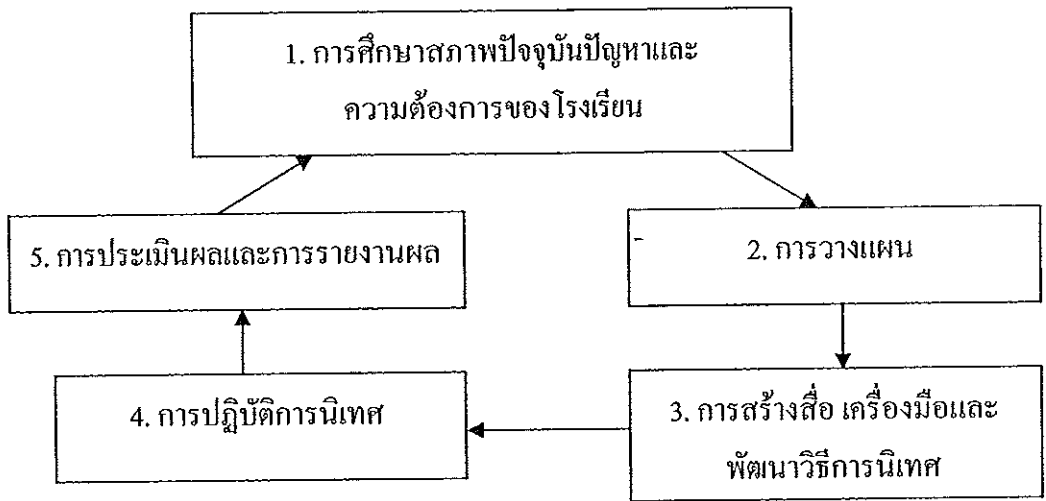 1. การศึกษาสภาพปัจจุบันปัญหาและ
ความต้องการของโรงเรียน
2. การวางแผน
3. การสร้างสื่อ เครื่องมือและ
พัฒนาวิธีการนิเทศ
4. การปฏิบัติการนิเทศ
5. การประเมินผลและการรายงานผล